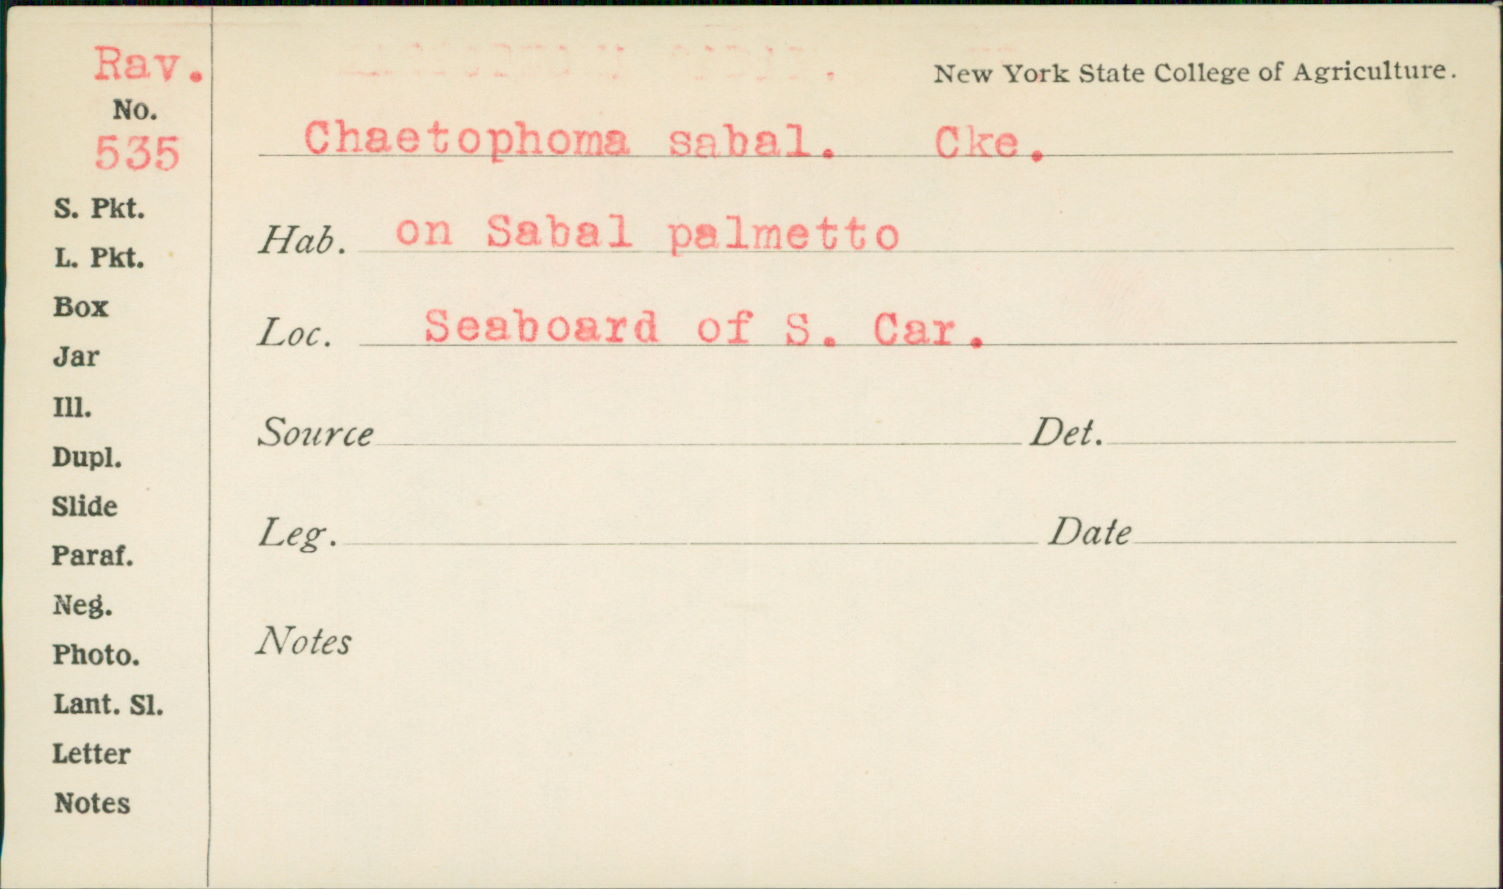 Rav.
No.
535
S. Pkt.
L. Pkt.
Box
Jar
Ill.
Dupl.
Slide
Paraf.
Neg.
Photo.
Lant. Sl.
Letter
Notes
New York State College of Agriculture.
Chaetophoma sabal. Cke.
Hab. on Sabal palmetto
Loc. Seaboard of S. Car.
Source Det.
Leg. Date
Notes